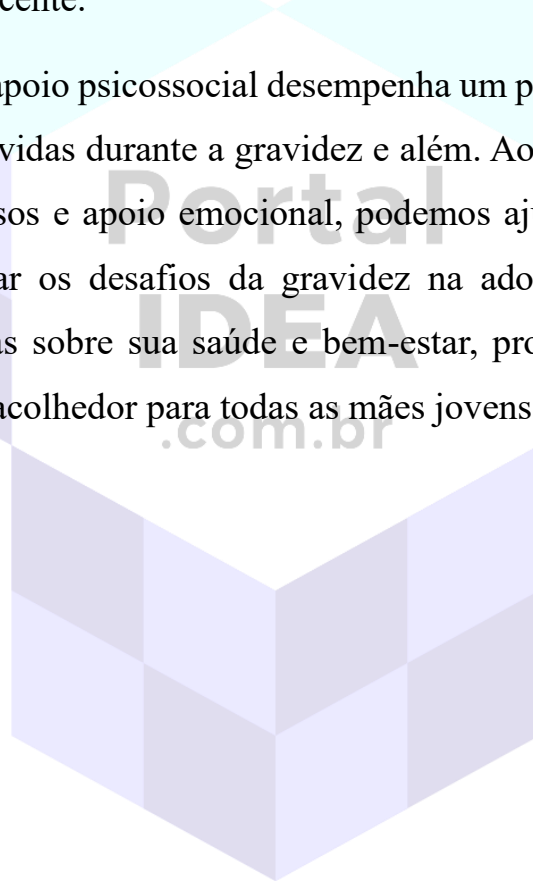 cente.
apoio psicossocial desempenha um p
vidas durante a gravidez e além. Ao
sos e apoio emocional, podemos aj
ar os desafios da gravidez na ado
as sobre sua saúde e bem-estar, pro
acolhedor para todas as mães jovens
Portal
IDEA
.com.br